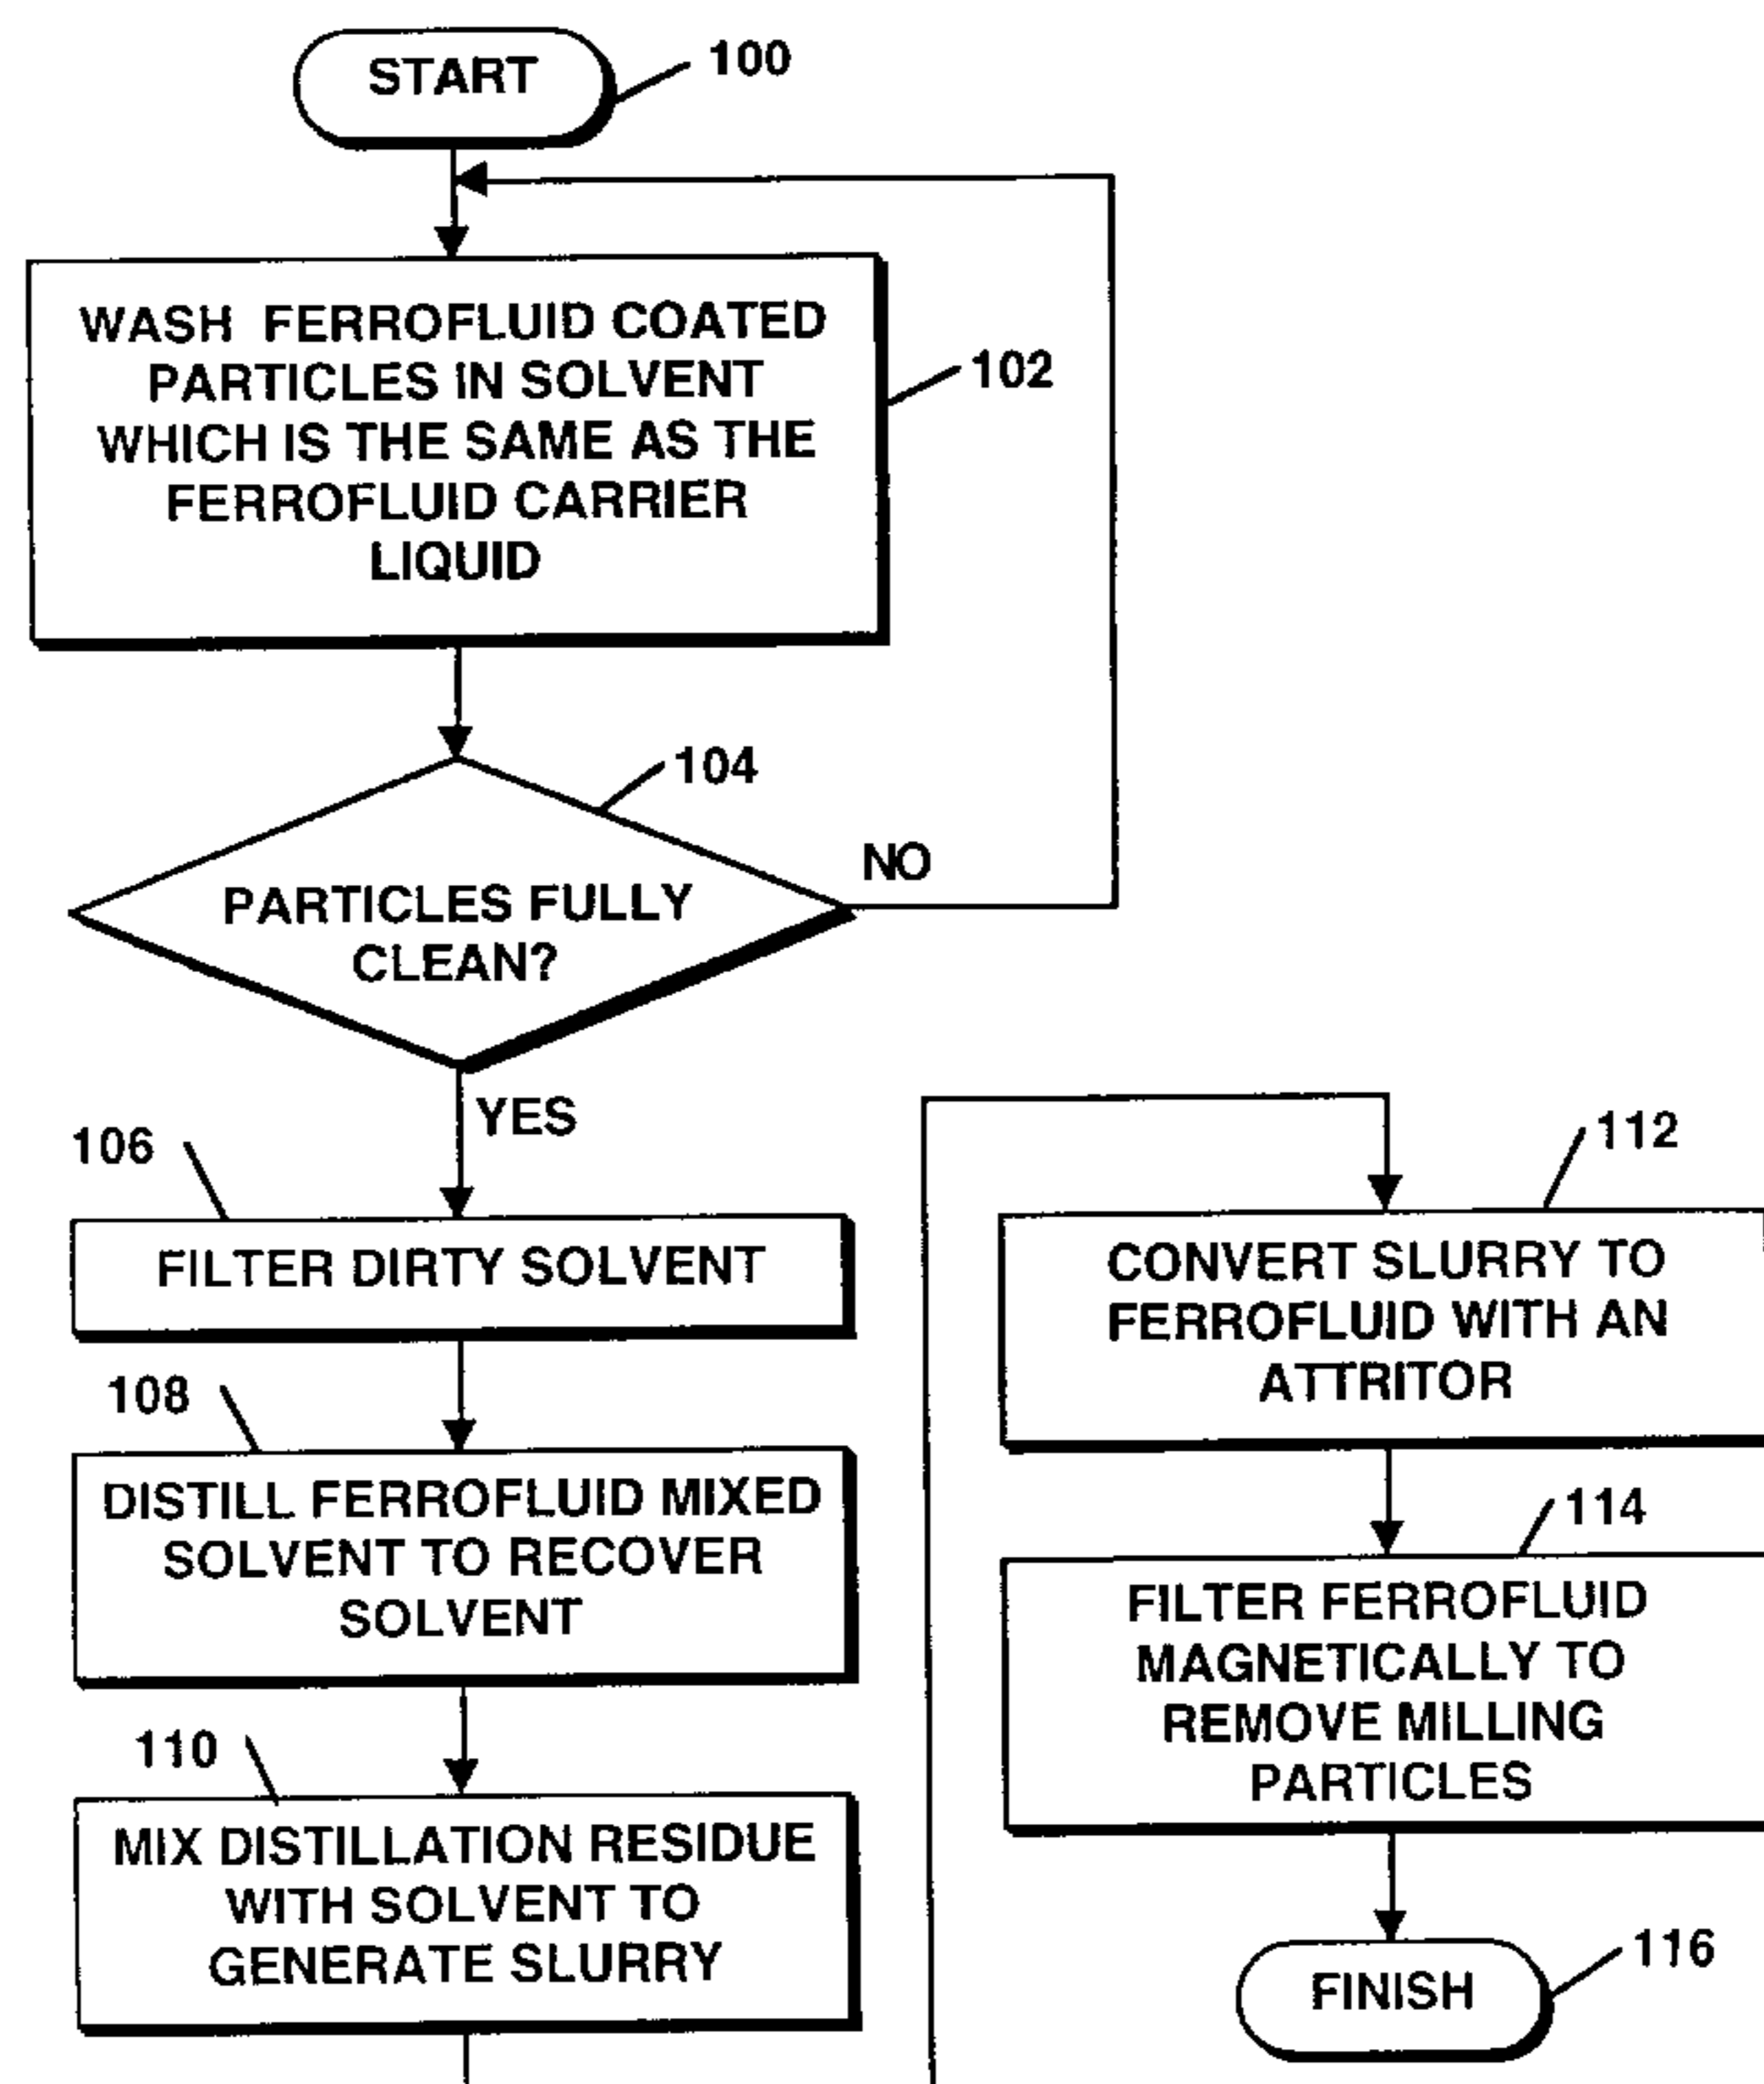 START
100
WASH FERROFLUID COATED
PARTICLES IN SOLVENT
WHICH IS THE SAME AS THE
FERROFLUID CARRIER
LIQUID
102
104
PARTICLES FULLY
CLEAN?
NO
YES
106
FILTER DIRTY SOLVENT
108
DISTILL FERROFLUID MIXED
SOLVENT TO RECOVER
SOLVENT
110
MIX DISTILLATION RESIDUE
WITH SOLVENT TO
GENERATE SLURRY
112
CONVERT SLURRY TO
FERROFLUID WITH AN
ATTRITOR
114
FILTER FERROFLUID
MAGNETICALLY TO
REMOVE MILLING
PARTICLES
FINISH
116